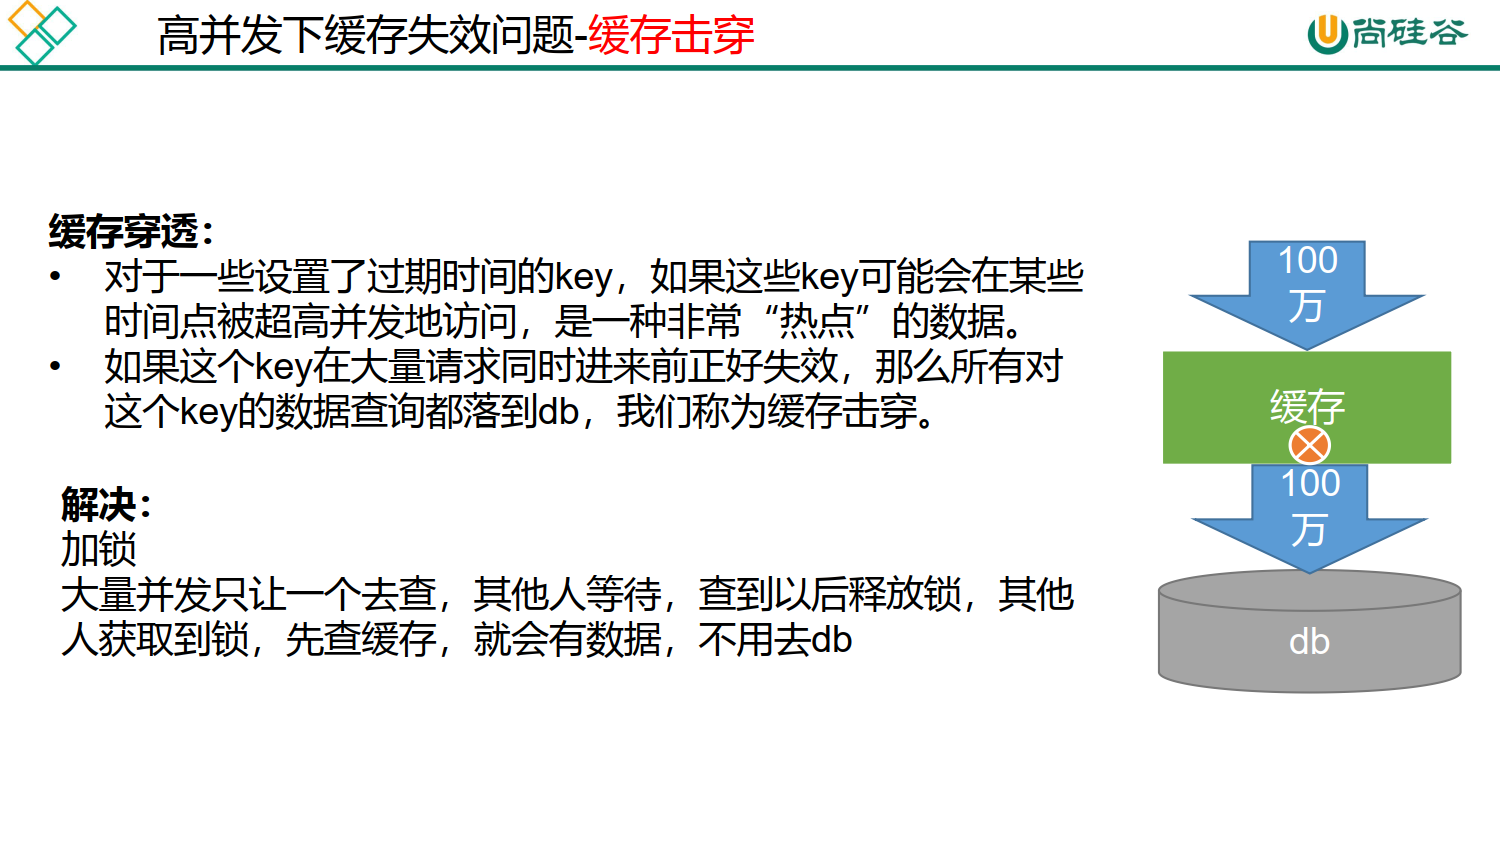 高并发下缓存失效问题-缓存击穿
尚硅谷
缓存穿透：
• 对于一些设置了过期时间的key，如果这些key可能会在某些
时间点被超高并发地访问，是一种非常“热点”的数据。
• 如果这个key在大量请求同时进来前正好失效，那么所有对
这个key的数据查询都落到db，我们称为缓存击穿。
解决：
加锁
大量并发只让一个去查，其他人等待，查到以后释放锁，其他
人获取到锁，先查缓存，就会有数据，不用去db
100
万
缓存
100
万
db